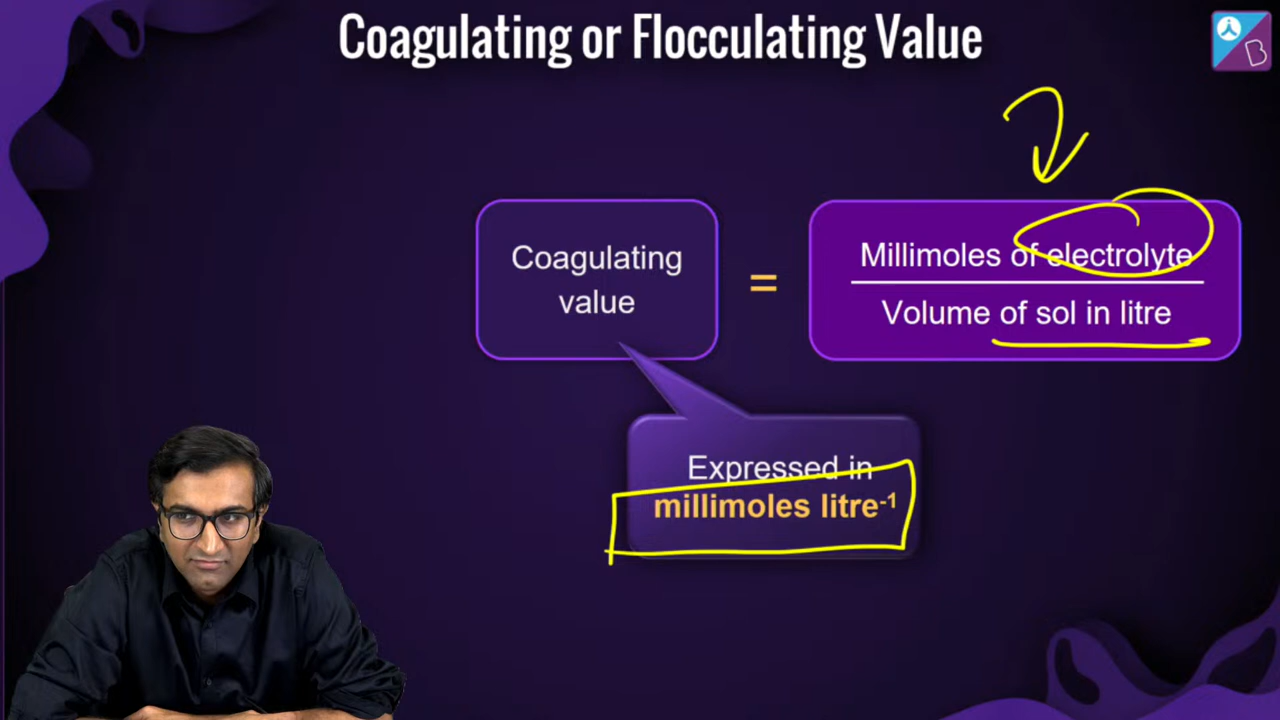 Coagulating or Flocculating Value
Coagulating
value
=
Millimoles of electrolyte
Volume of sol in litre
Expressed in
millimoles litre⁻¹